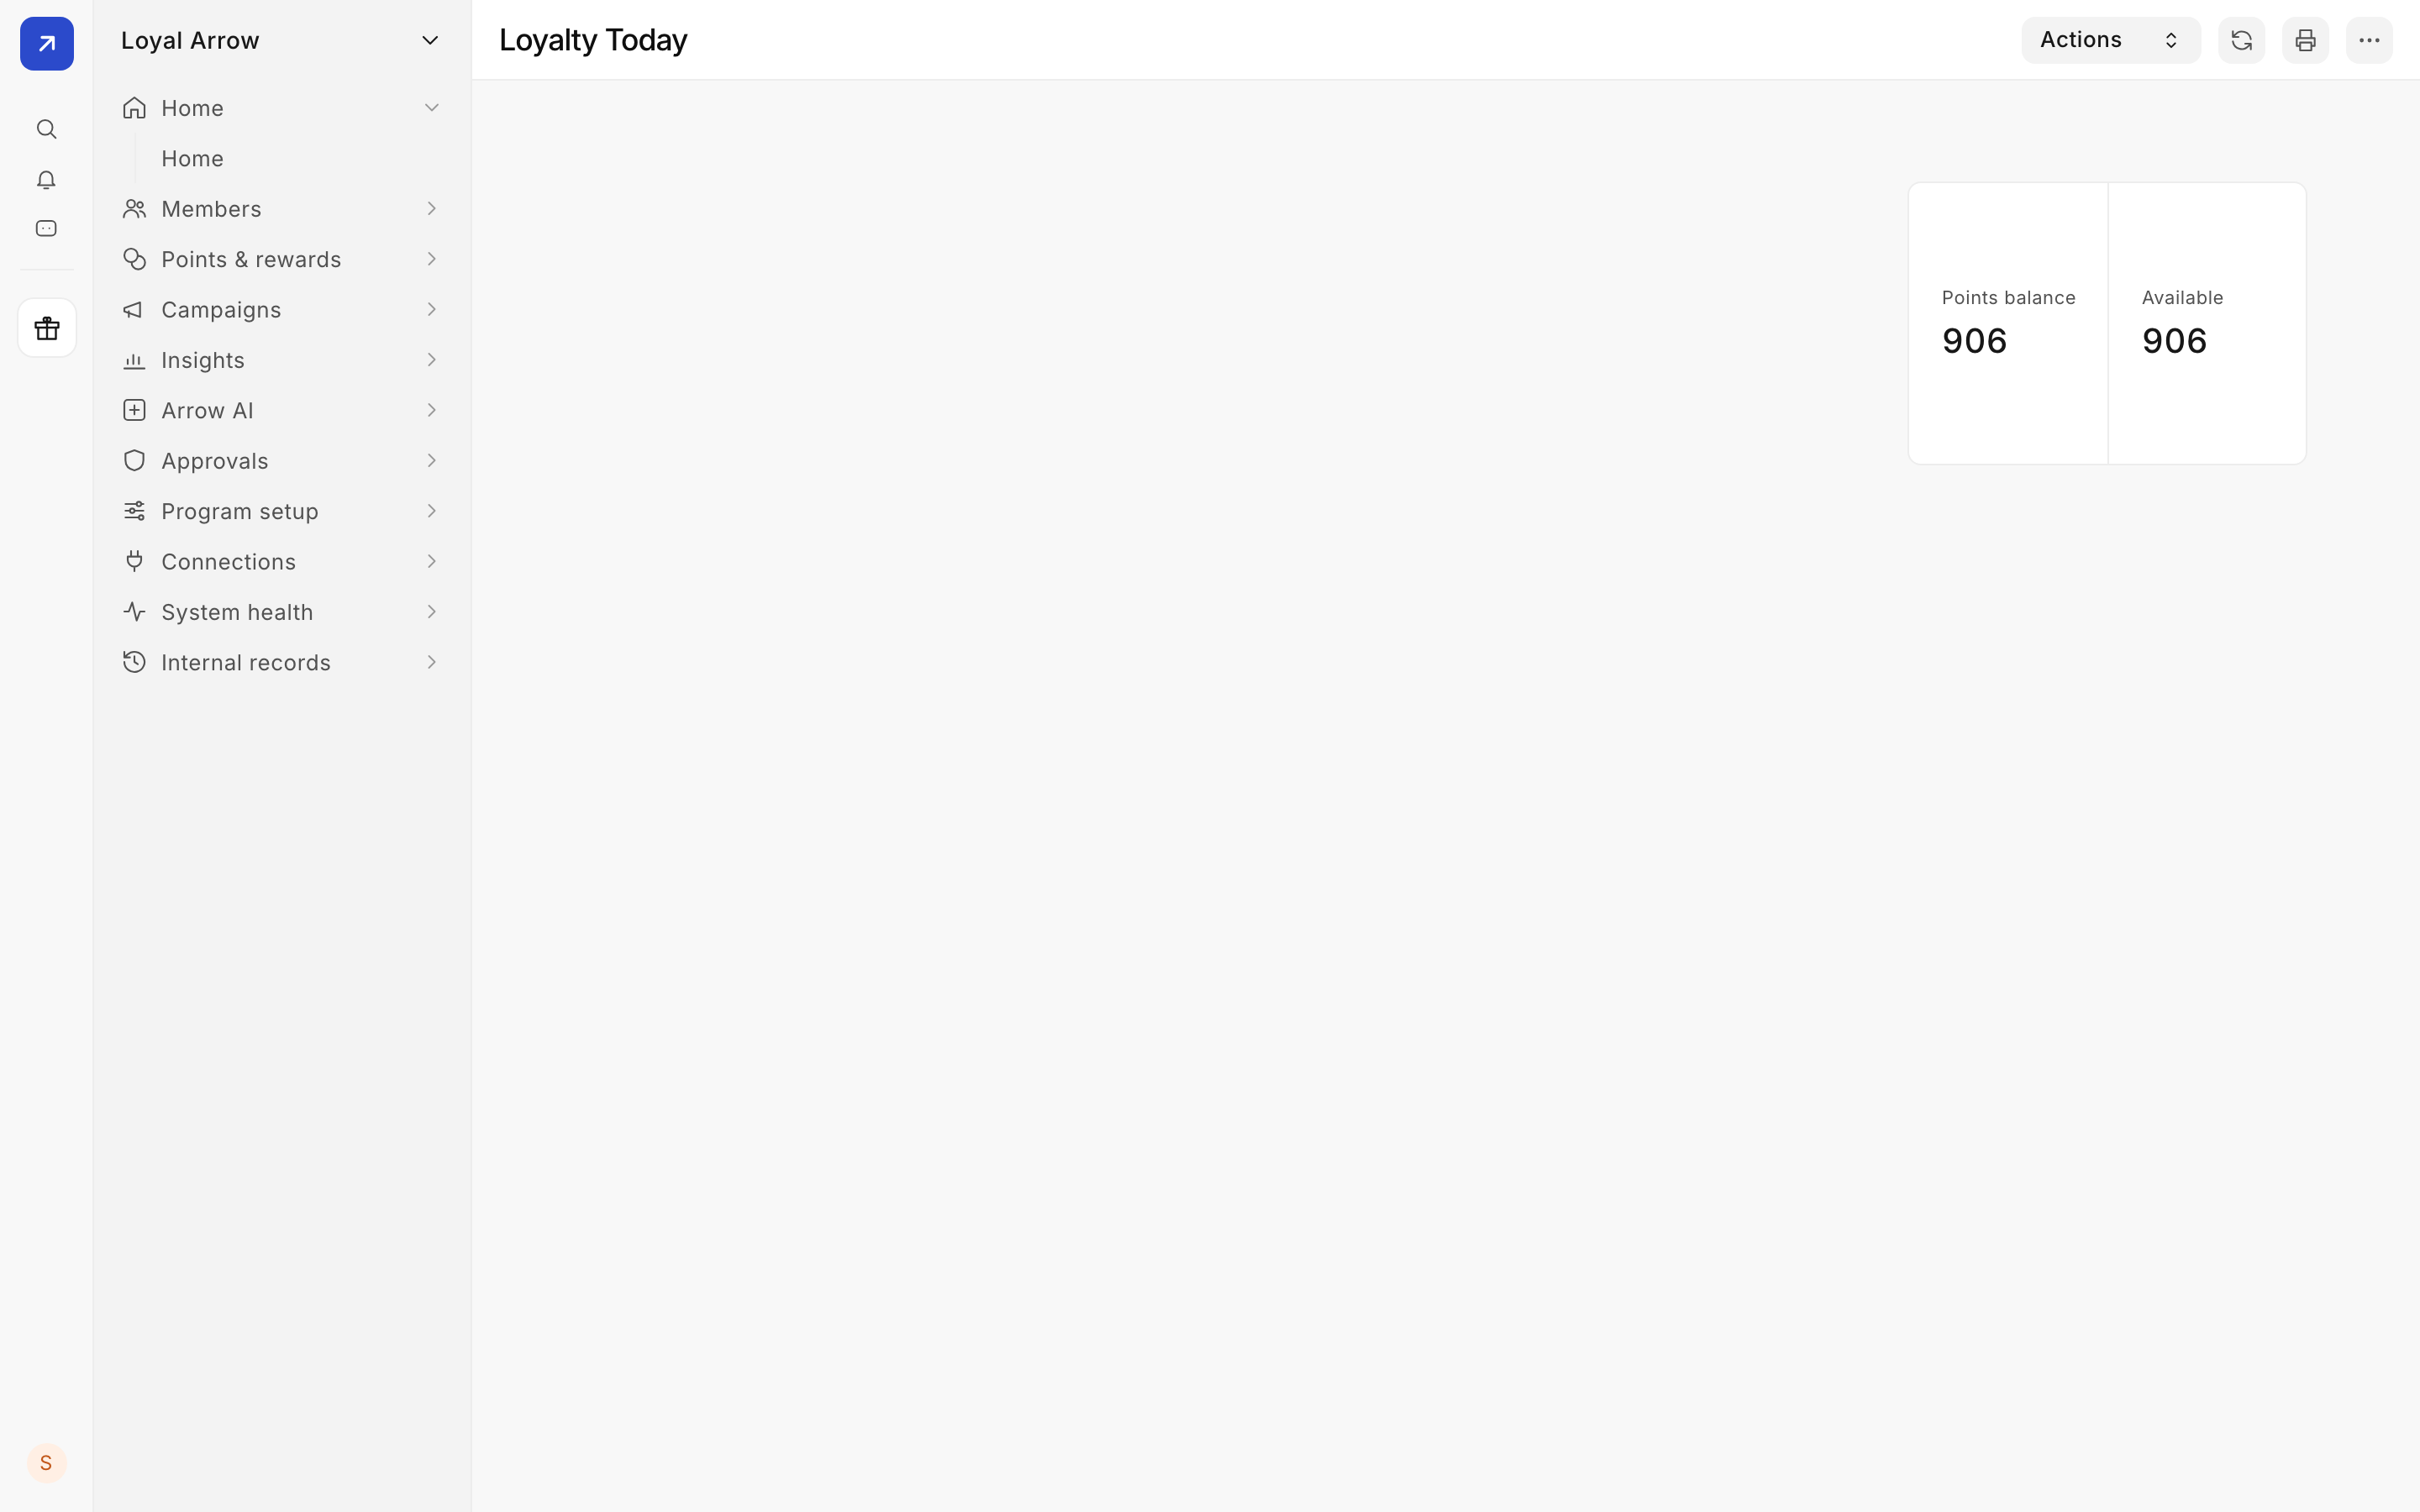 Loyal Arrow
Home
Home
Members
Points & rewards
Campaigns
Insights
Arrow AI
Approvals
Program setup
Connections
System health
Internal records
S
Loyalty Today
Actions
Points balance
906
Available
906